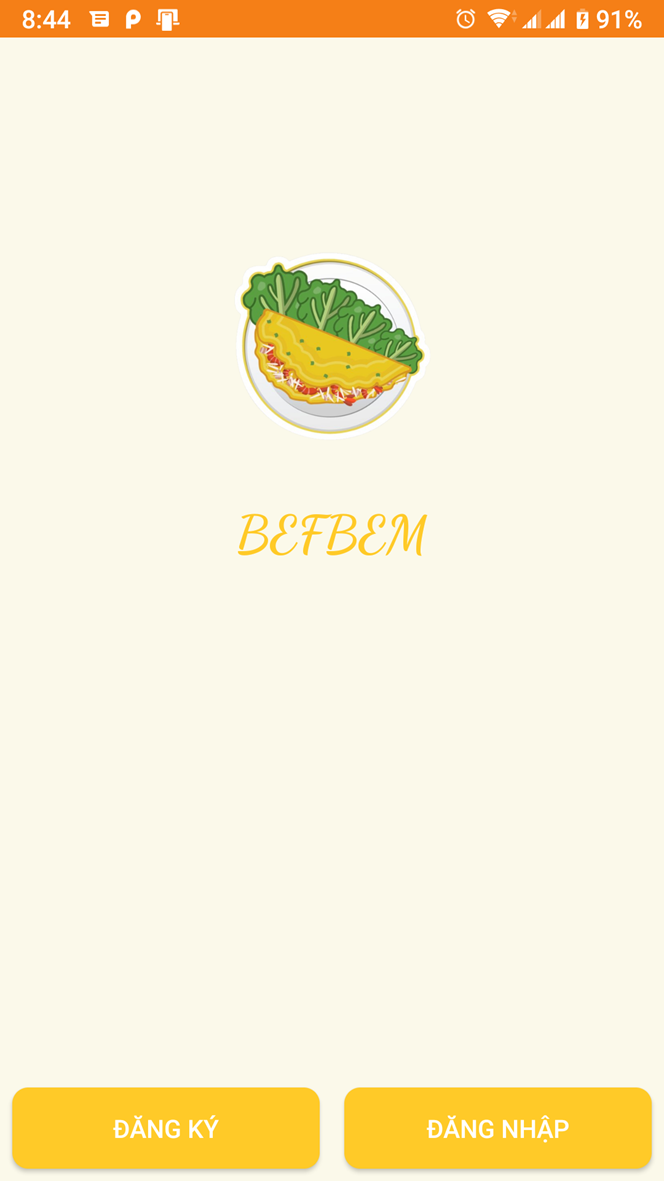 8:44 91%
BEFBEM
ĐĂNG KÝ
ĐĂNG NHẬP